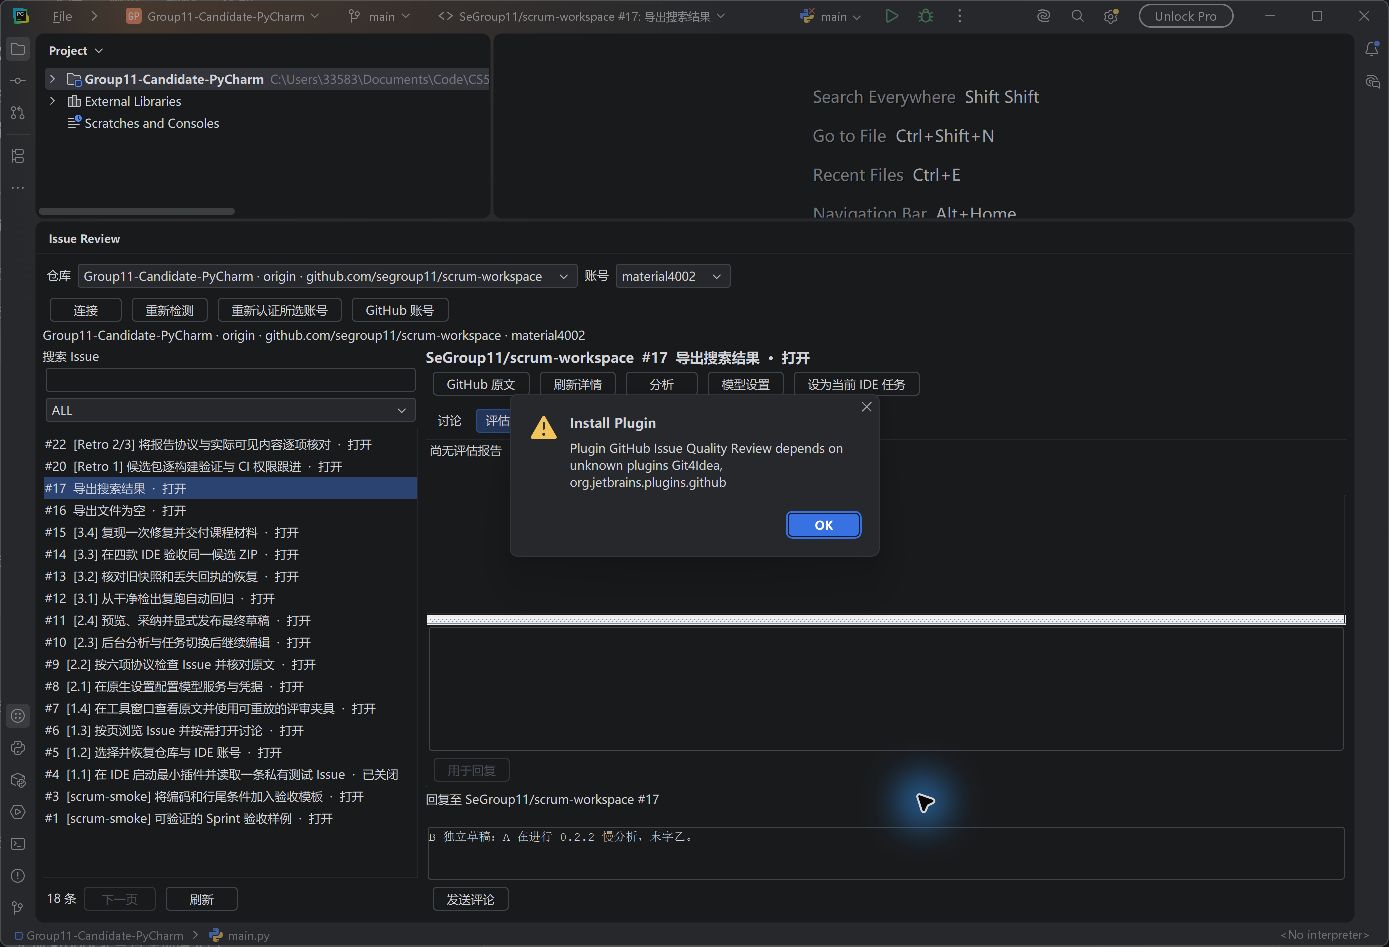 PC File GP Group11-Candidate-PyCharm main <> SeGroup11/scrum-workspace #17: 导出搜索结果 main Unlock Pro
Project
Group11-Candidate-PyCharm C:\Users\33583\Documents\Code\CS5
External Libraries
Scratches and Consoles
Search Everywhere Shift Shift
Go to File Ctrl+Shift+N
Recent Files Ctrl+E
Navigation Bar Alt+Home
Issue Review
仓库 Group11-Candidate-PyCharm · origin · github.com/segroup11/scrum-workspace 账号 material4002
连接 重新检测 重新认证所选账号 GitHub 账号
Group11-Candidate-PyCharm · origin · github.com/segroup11/scrum-workspace · material4002
搜索 Issue
ALL
#22 [Retro 2/3] 将报告协议与实际可见内容逐项核对 · 打开
#20 [Retro 1] 候选包逐构建验证与 CI 权限跟进 · 打开
#17 导出搜索结果 · 打开
#16 导出文件为空 · 打开
#15 [3.4] 复现一次修复并交付课程材料 · 打开
#14 [3.3] 在四款 IDE 验收同一候选 ZIP · 打开
#13 [3.2] 核对旧快照和丢失回执的恢复 · 打开
#12 [3.1] 从干净检出复跑自动回归 · 打开
#11 [2.4] 预览、采纳并显式发布最终草稿 · 打开
#10 [2.3] 后台分析与任务切换后继续编辑 · 打开
#9 [2.2] 按六项协议检查 Issue 并核对原文 · 打开
#8 [2.1] 在原生设置配置模型服务与凭据 · 打开
#7 [1.4] 在工具窗口查看原文并使用可重放的评审夹具 · 打开
#6 [1.3] 按页浏览 Issue 并按需打开讨论 · 打开
#5 [1.2] 选择并恢复仓库与 IDE 账号 · 打开
#4 [1.1] 在 IDE 启动最小插件并读取一条私有测试 Issue · 已关闭
#3 [scrum-smoke] 将编码和行尾条件加入验收模板 · 打开
#1 [scrum-smoke] 可验证的 Sprint 验收样例 · 打开
18 条 下一页 刷新
SeGroup11/scrum-workspace #17 导出搜索结果 • 打开
GitHub 原文 刷新详情 分析 模型设置 设为当前 IDE 任务
讨论 评估
尚无评估报告
Install Plugin
Plugin GitHub Issue Quality Review depends on
unknown plugins Git4Idea,
org.jetbrains.plugins.github
OK
用于回复
回复至 SeGroup11/scrum-workspace #17
B 独立草稿：A 在进行 0.2.2 慢分析，末字乙。
发送评论
Group11-Candidate-PyCharm > main.py <No interpreter>